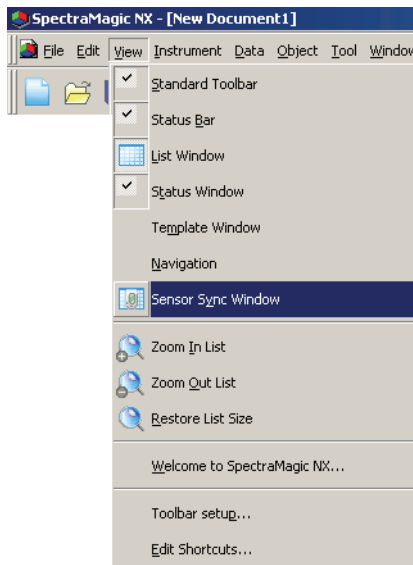 SpectraMagic NX - [New Document1]
File Edit View Instrument Data Object Tool Window
Standard Toolbar
Status Bar
List Window
Status Window
Template Window
Navigation
Sensor Sync Window
Zoom In List
Zoom Out List
Restore List Size
Welcome to SpectraMagic NX...
Toolbar setup...
Edit Shortcuts...